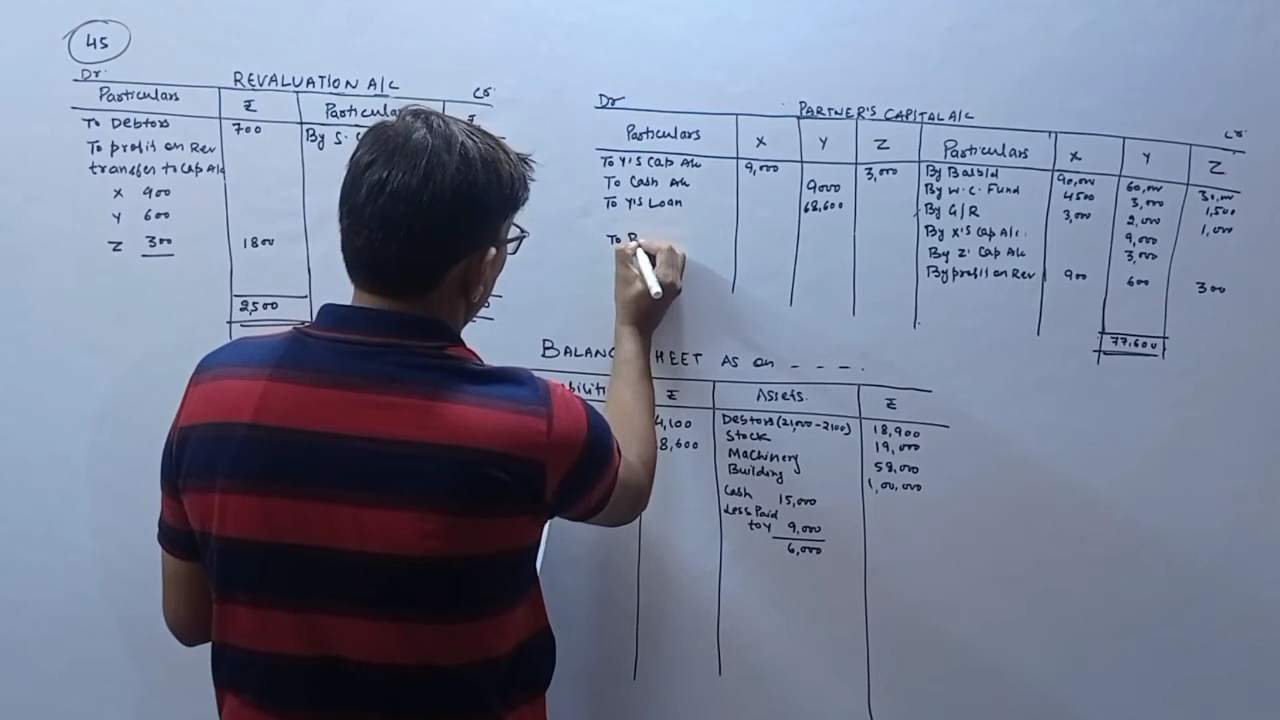 45
Dr. REVALUATION A/C Cr.
Particulars ₹ Particulars ₹
To Debtors 700 By S.
To profit on Rev
transfer to Cap A/c
X 900
Y 600
Z 300 1800
2,500
Dr PARTNER'S CAPITAL A/C Cr.
Particulars X Y Z Particulars X Y Z
To Y's Cap A/c 9,000 3,000 By Bal b/d 90,000 60,000 30,000
To Cash A/c 9000 By W.C. Fund 4500 3,000 1,500
To Y's Loan 68,600 By G/R 3,000 2,000 1,000
By X's Cap A/c. 9,000
To B By Z' Cap A/c 3,000
By profit on Rev 900 600 300
77,600
BALANC HEET AS on - - - .
₹ Assets. ₹
4,100 Debtors (21,000-2100) 18,900
8,600 Stock 19,000
Machinery 58,000
Building 1,00,000
Cash 15,000
Less Paid
to Y 9,000
6,000